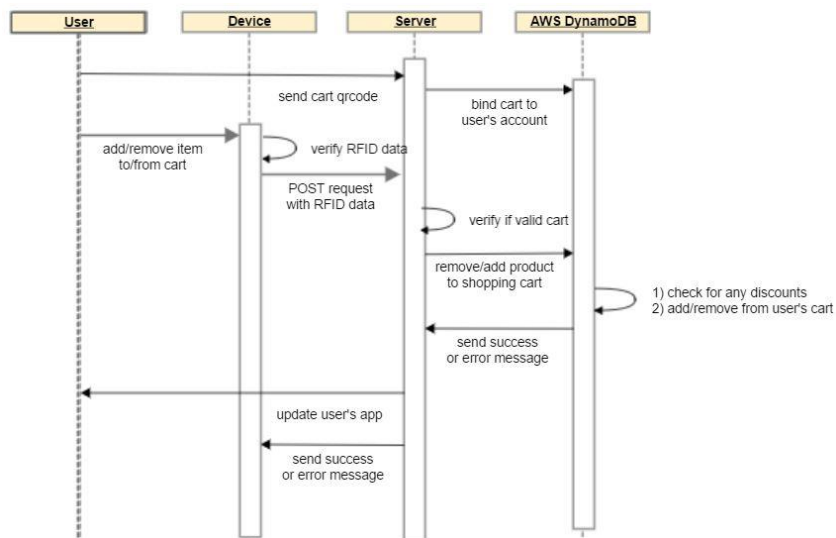 User
Device
Server
AWS DynamoDB
send cart qrcode
bind cart to
user's account
add/remove item
to/from cart
verify RFID data
POST request
with RFID data
verify if valid cart
remove/add product
to shopping cart
1) check for any discounts
2) add/remove from user's cart
send success
or error message
update user's app
send success
or error message